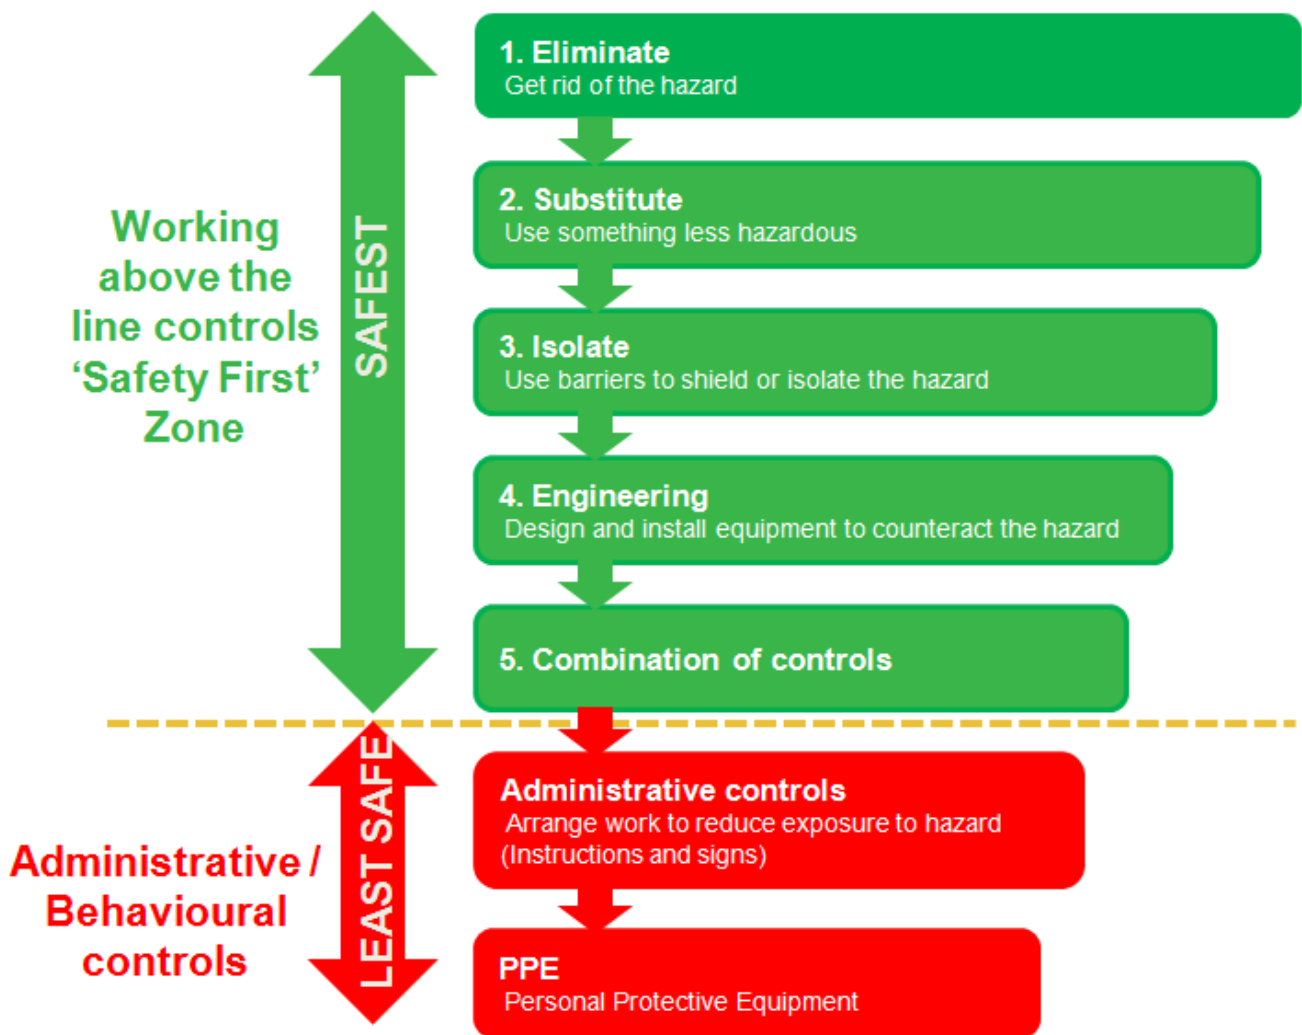 1. Eliminate
Get rid of the hazard
2. Substitute
Use something less hazardous
3. Isolate
Use barriers to shield or isolate the hazard
4. Engineering
Design and install equipment to counteract the hazard
5. Combination of controls
Working
above the
line controls
‘Safety First’
Zone
SAFEST
Administrative controls
Arrange work to reduce exposure to hazard
(Instructions and signs)
PPE
Personal Protective Equipment
Administrative /
Behavioural
controls
LEAST SAFE